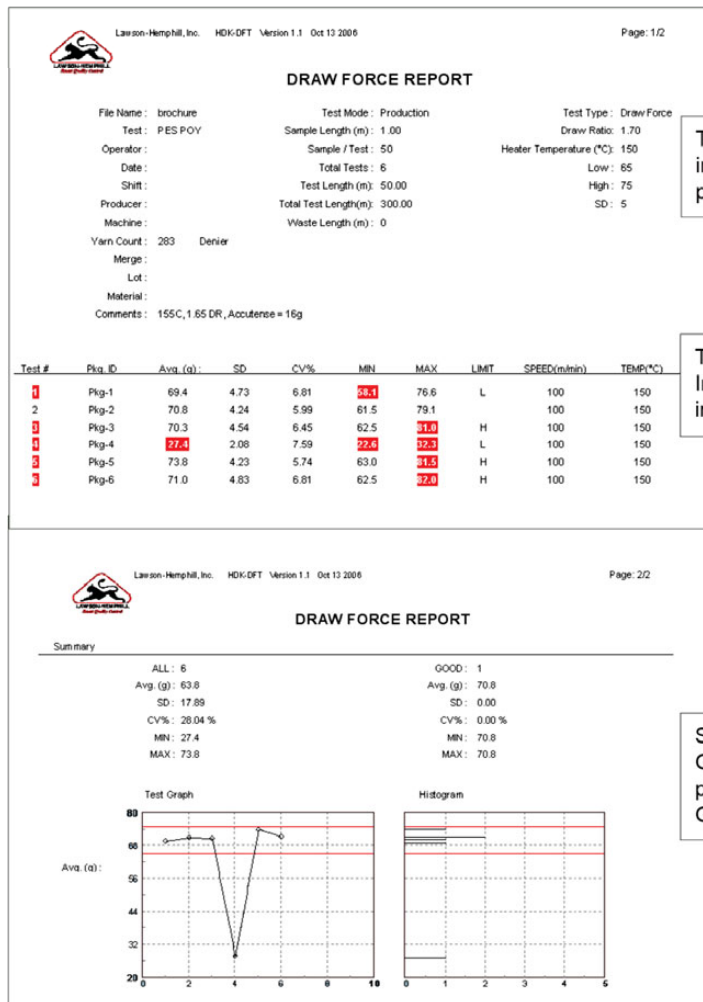 Lawson-Hemphill, Inc. HDK-DFT Version 1.1 Oct 13 2006 Page: 1/2
LAWSON-HEMPHILL
DRAW FORCE REPORT
File Name : brochure Test Mode : Production Test Type : Draw Force
Test : PES POY Sample Length (m) : 1.00 Draw Ratio: 1.70
Operator : Sample / Test : 50 Heater Temperature (°C): 150
Date : Total Tests : 6 Low : 65
Shift : Test Length (m): 50.00 High : 75
Producer : Total Test Length(m): 300.00 SD : 5
Machine : Waste Length (m) : 0
Yarn Count : 283 Denier
Merge :
Lot :
Material :
Comments : 155C, 1.65 DR, Accutense = 16g
Test # Pkg. ID Avg. (g) : SD CV% MIN MAX LIMIT SPEED(m/min) TEMP(°C)
1 Pkg-1 69.4 4.73 6.81 58.1 76.6 L 100 150
2 Pkg-2 70.8 4.24 5.99 61.5 79.1 100 150
3 Pkg-3 70.3 4.54 6.45 62.5 81.0 H 100 150
4 Pkg-4 27.4 2.08 7.59 22.6 32.3 L 100 150
5 Pkg-5 73.8 4.23 5.74 63.0 81.5 H 100 150
6 Pkg-6 71.0 4.83 6.81 62.5 82.0 H 100 150
Lawson-Hemphill, Inc. HDK-DFT Version 1.1 Oct 13 2006 Page: 2/2
LAWSON-HEMPHILL
DRAW FORCE REPORT
Summary
ALL : 6 GOOD : 1
Avg. (g) : 63.8 Avg. (g) : 70.8
SD : 17.89 SD : 0.00
CV% : 28.04 % CV% : 0.00 %
MIN : 27.4 MIN : 70.8
MAX : 73.8 MAX : 70.8
Test Graph Histogram
80
68
Avg. (g) :
56
44
32
20
0 2 4 6 8 10 0 1 2 3 4 5